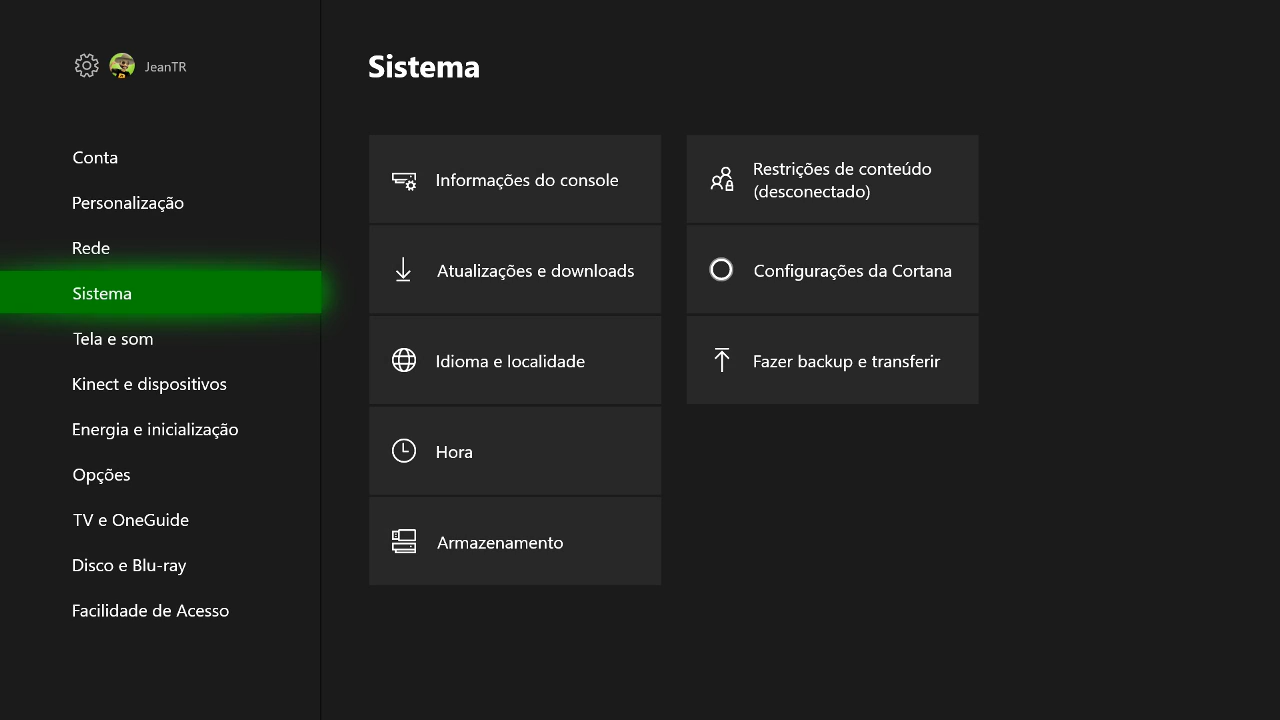 JeanTR
Conta
Personalização
Rede
Sistema
Tela e som
Kinect e dispositivos
Energia e inicialização
Opções
TV e OneGuide
Disco e Blu-ray
Facilidade de Acesso
Sistema
Informações do console
Atualizações e downloads
Idioma e localidade
Hora
Armazenamento
Restrições de conteúdo
(desconectado)
Configurações da Cortana
Fazer backup e transferir